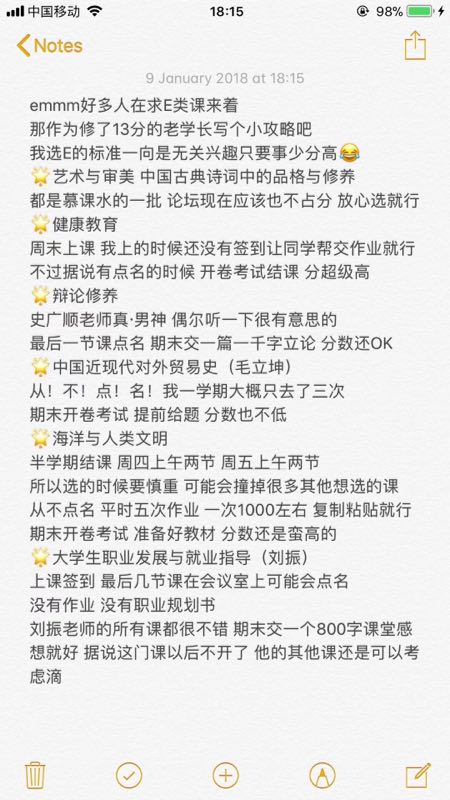 中国移动 18:15 98%
Notes
9 January 2018 at 18:15
emmm好多人在求E类课来着
那作为修了13分的老学长写个小攻略吧
我选E的标准一向是无关兴趣只要事少分高😂
🌟艺术与审美 中国古典诗词中的品格与修养
都是慕课水的一批 论坛现在应该也不占分 放心选就行
🌟健康教育
周末上课 我上的时候还没有签到让同学帮交作业就行
不过据说有点名的时候 开卷考试结课 分超级高
🌟辩论修养
史广顺老师真·男神 偶尔听一下很有意思的
最后一节课点名 期末交一篇一千字立论 分数还OK
🌟中国近现代对外贸易史（毛立坤）
从！不！点！名！我一学期大概只去了三次
期末开卷考试 提前给题 分数也不低
🌟海洋与人类文明
半学期结课 周四上午两节 周五上午两节
所以选的时候要慎重 可能会撞掉很多其他想选的课
从不点名 平时五次作业 一次1000左右 复制粘贴就行
期末开卷考试 准备好教材 分数还是蛮高的
🌟大学生职业发展与就业指导（刘振）
上课签到 最后几节课在会议室上可能会点名
没有作业 没有职业规划书
刘振老师的所有课都很不错 期末交一个800字课堂感
想就好 据说这门课以后不开了 他的其他课还是可以考
虑滴